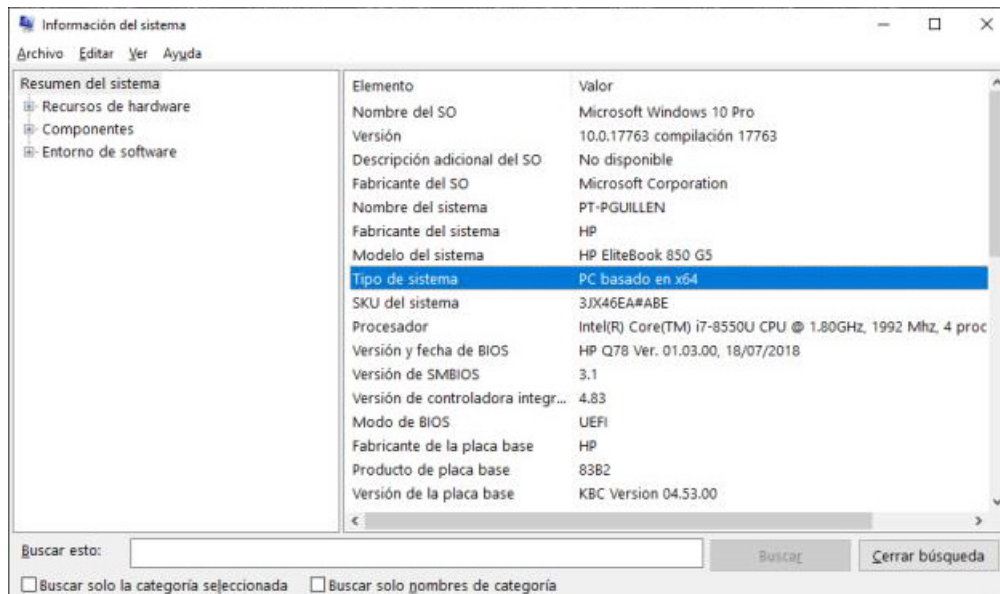 Información del sistema
Archivo Editar Ver Ayuda
Resumen del sistema
Recursos de hardware
Componentes
Entorno de software
Elemento Valor
Nombre del SO Microsoft Windows 10 Pro
Versión 10.0.17763 compilación 17763
Descripción adicional del SO No disponible
Fabricante del SO Microsoft Corporation
Nombre del sistema PT-PGUILLEN
Fabricante del sistema HP
Modelo del sistema HP EliteBook 850 G5
Tipo de sistema PC basado en x64
SKU del sistema 3JX46EA#ABE
Procesador Intel(R) Core(TM) i7-8550U CPU @ 1.80GHz, 1992 Mhz, 4 proc
Versión y fecha de BIOS HP Q78 Ver. 01.03.00, 18/07/2018
Versión de SMBIOS 3.1
Versión de controladora integr... 4.83
Modo de BIOS UEFI
Fabricante de la placa base HP
Producto de placa base 83B2
Versión de la placa base KBC Version 04.53.00
Buscar esto: Buscar Cerrar búsqueda
Buscar solo la categoría seleccionada Buscar solo nombres de categoría